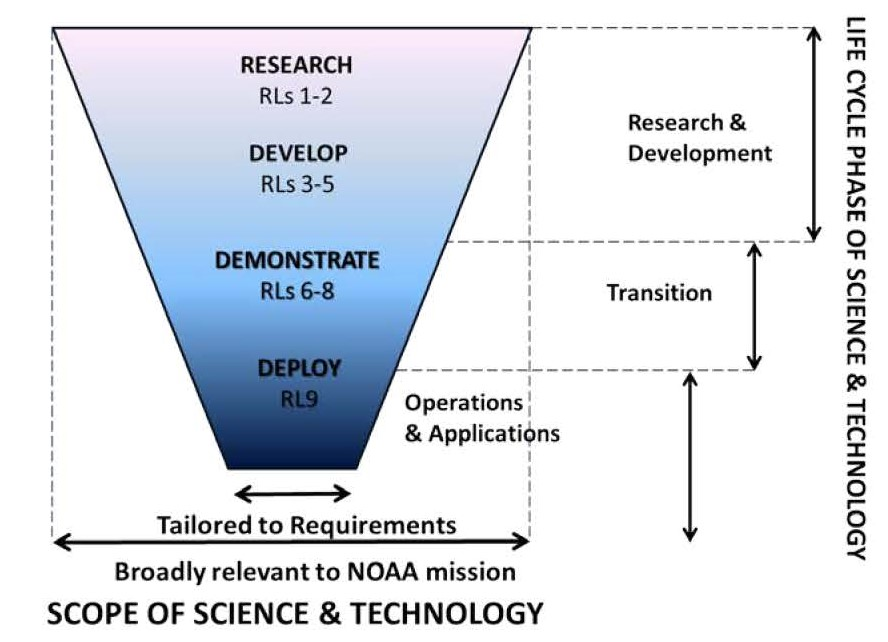 RESEARCH
RLs 1-2
DEVELOP
RLs 3-5
DEMONSTRATE
RLs 6-8
DEPLOY
RL9
Research &
Development
Transition
Operations
& Applications
Tailored to Requirements
Broadly relevant to NOAA mission
SCOPE OF SCIENCE & TECHNOLOGY
LIFE CYCLE PHASE OF SCIENCE & TECHNOLOGY